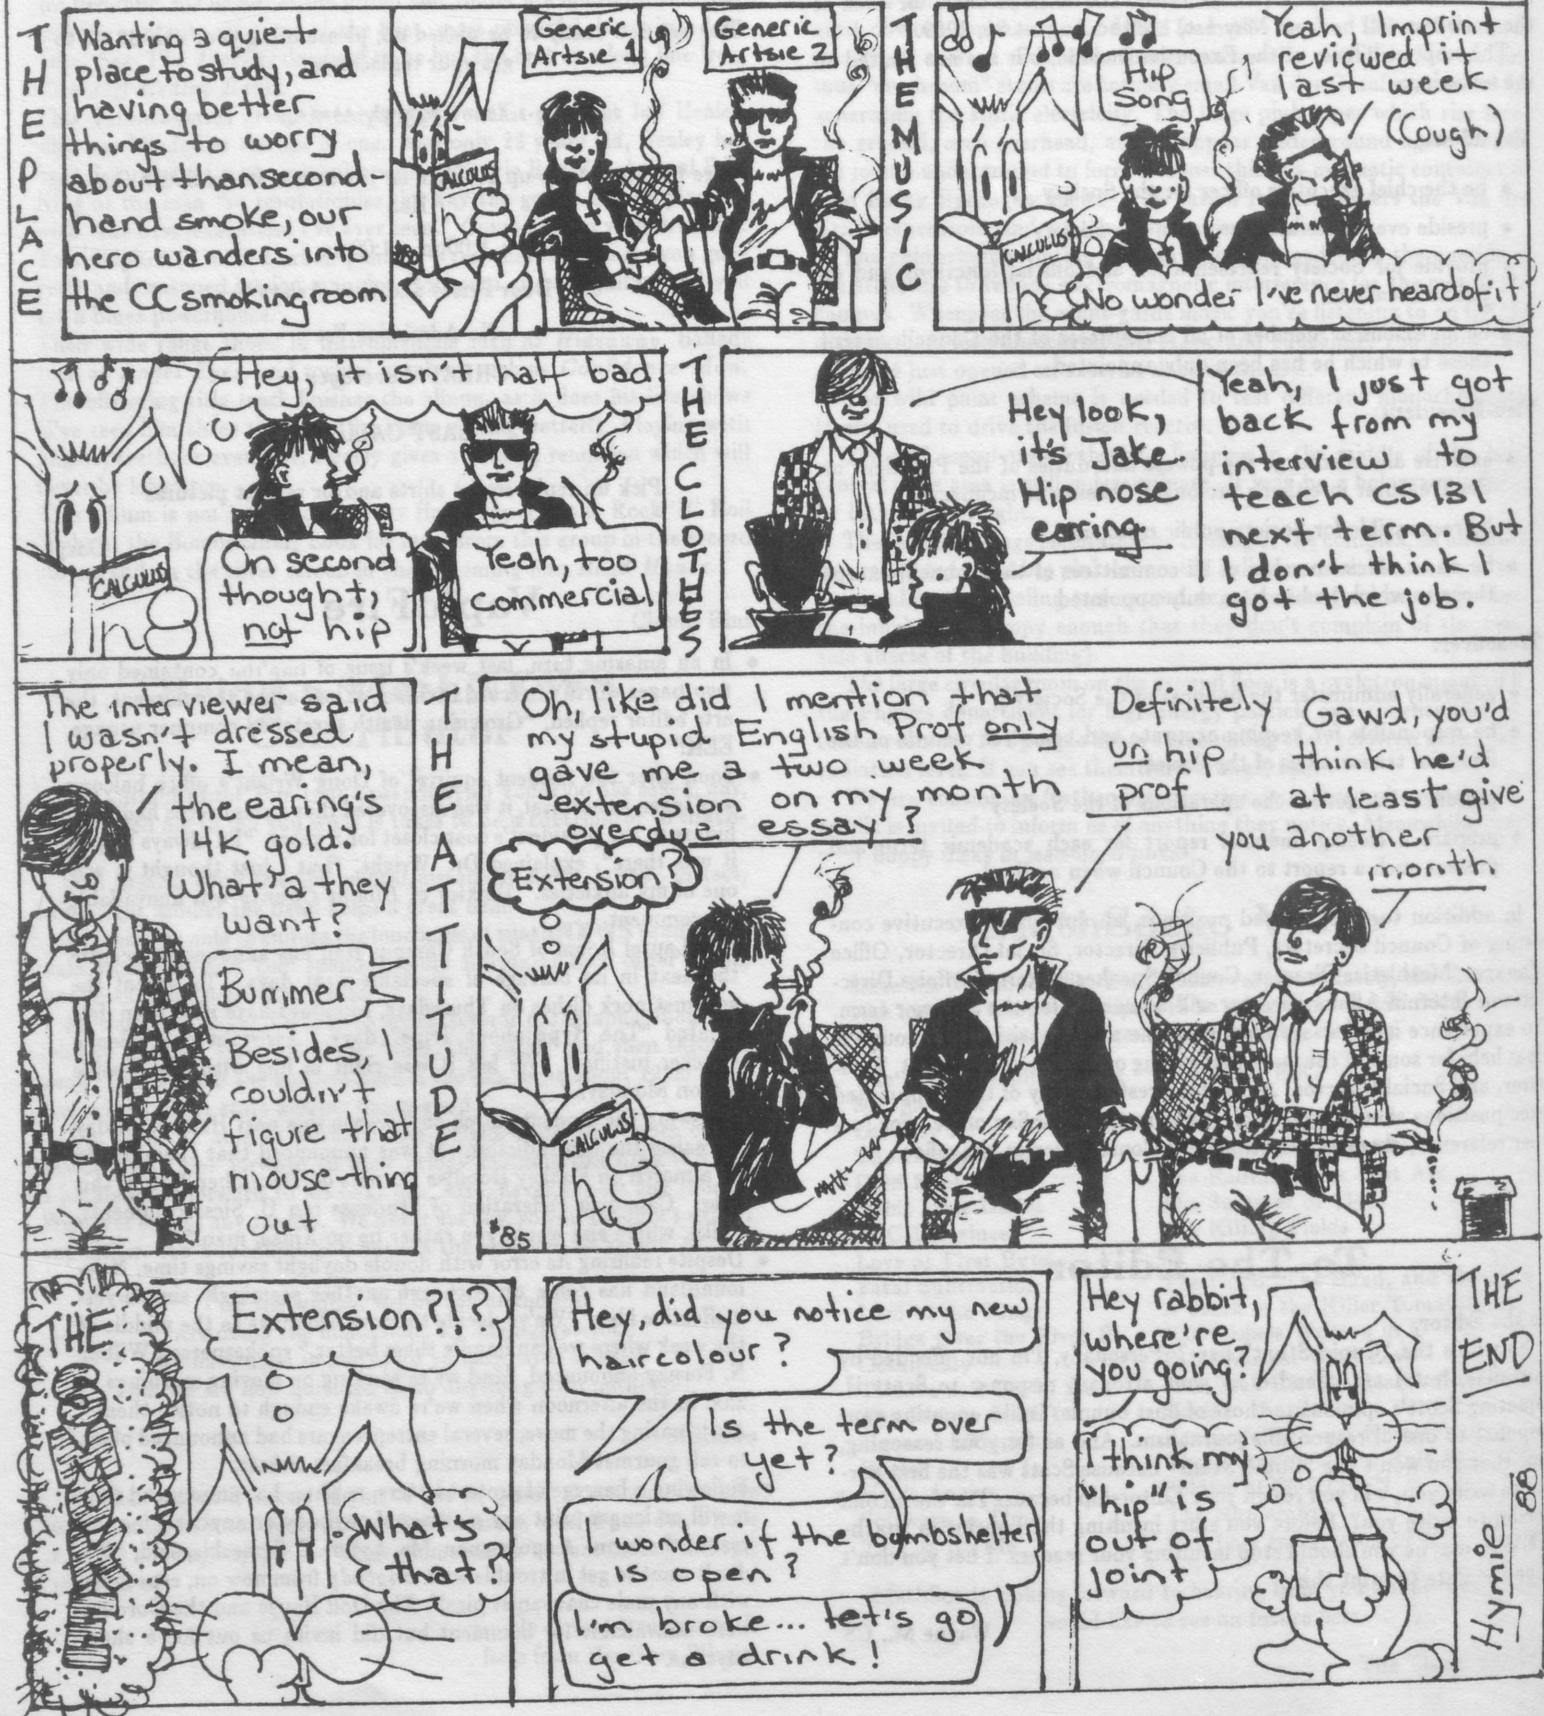 THE PLACE
Wanting a quiet
place to study, and
having better
things to worry
about than second-
hand smoke, our
hero wanders into
the CC smoking room
Generic
Artsie 1
Generic
Artsie 2
CALCULUS
THE MUSIC
Hip
Song
Yeah, Imprint
reviewed it
last week
(Cough)
CALCULUS
No wonder I've never heard of it
Hey, it isn't half bad.
CALCULUS
On second
thought,
not hip
Yeah, too
commercial
THE CLOTHES
Hey look,
it's Jake.
Hip nose
earing.
Yeah, I just got
back from my
interview to
teach CS 131
next term. But
I don't think I
got the job.
The interviewer said
I wasn't dressed
properly. I mean,
the earing's
4K gold!
What'a they
want?
Bummer
Besides, I
couldn't
figure that
mouse thing
out
THE ATTITUDE
Oh, like did I mention that
my stupid English Prof only
gave me a two week
extension on my month
overdue essay?
Extension?
Definitely
un hip
prof
Gawd, you'd
think he'd
at least give
you another
month.
CALCULUS
$85
THE
SMOKE
Extension?!?
What's
that?
Hey, did you notice my new
haircolour?
Is the term over
yet?
I wonder if the bombshelter
is open?
I'm broke... let's go
get a drink!
Hey rabbit,
where're
you going?
I think my
"hip" is
out of
joint
THE
END
Hymie 88